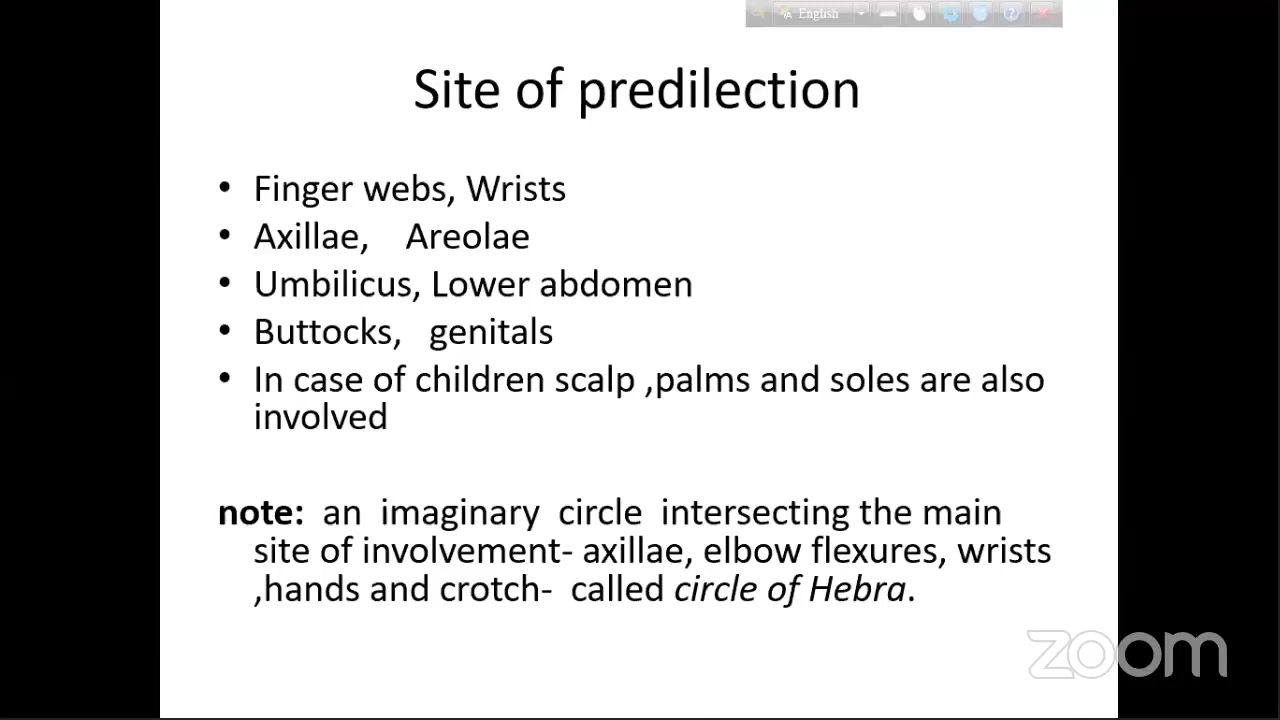 English
Site of predilection
• Finger webs, Wrists
• Axillae, Areolae
• Umbilicus, Lower abdomen
• Buttocks, genitals
• In case of children scalp ,palms and soles are also
involved
note: an imaginary circle intersecting the main
site of involvement- axillae, elbow flexures, wrists
,hands and crotch- called circle of Hebra.
zoom